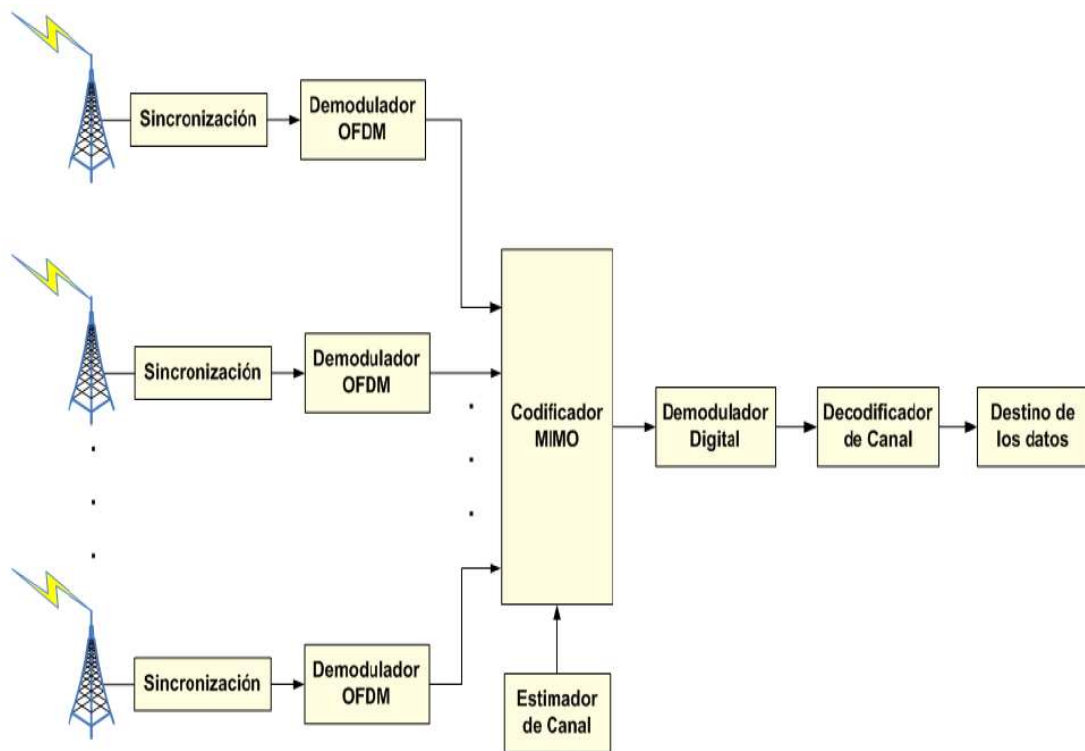 Sincronización
Demodulador
OFDM
Sincronización
Demodulador
OFDM
Codificador
MIMO
Demodulador
Digital
Decodificador
de Canal
Destino de
los datos
Sincronización
Demodulador
OFDM
Estimador
de Canal